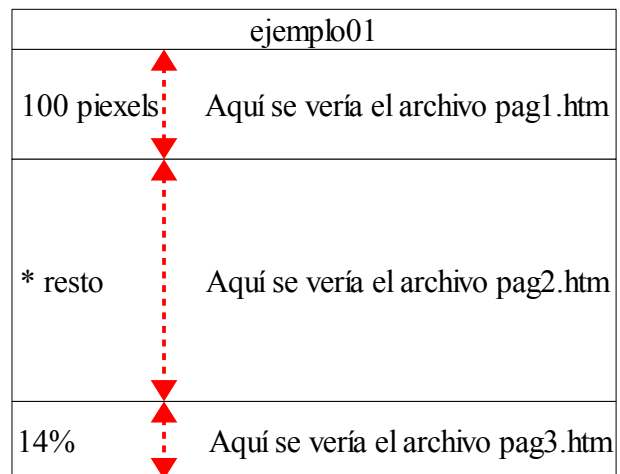 ejemplo01
100 piexels Aquí se vería el archivo pag1.htm
* resto Aquí se vería el archivo pag2.htm
14% Aquí se vería el archivo pag3.htm